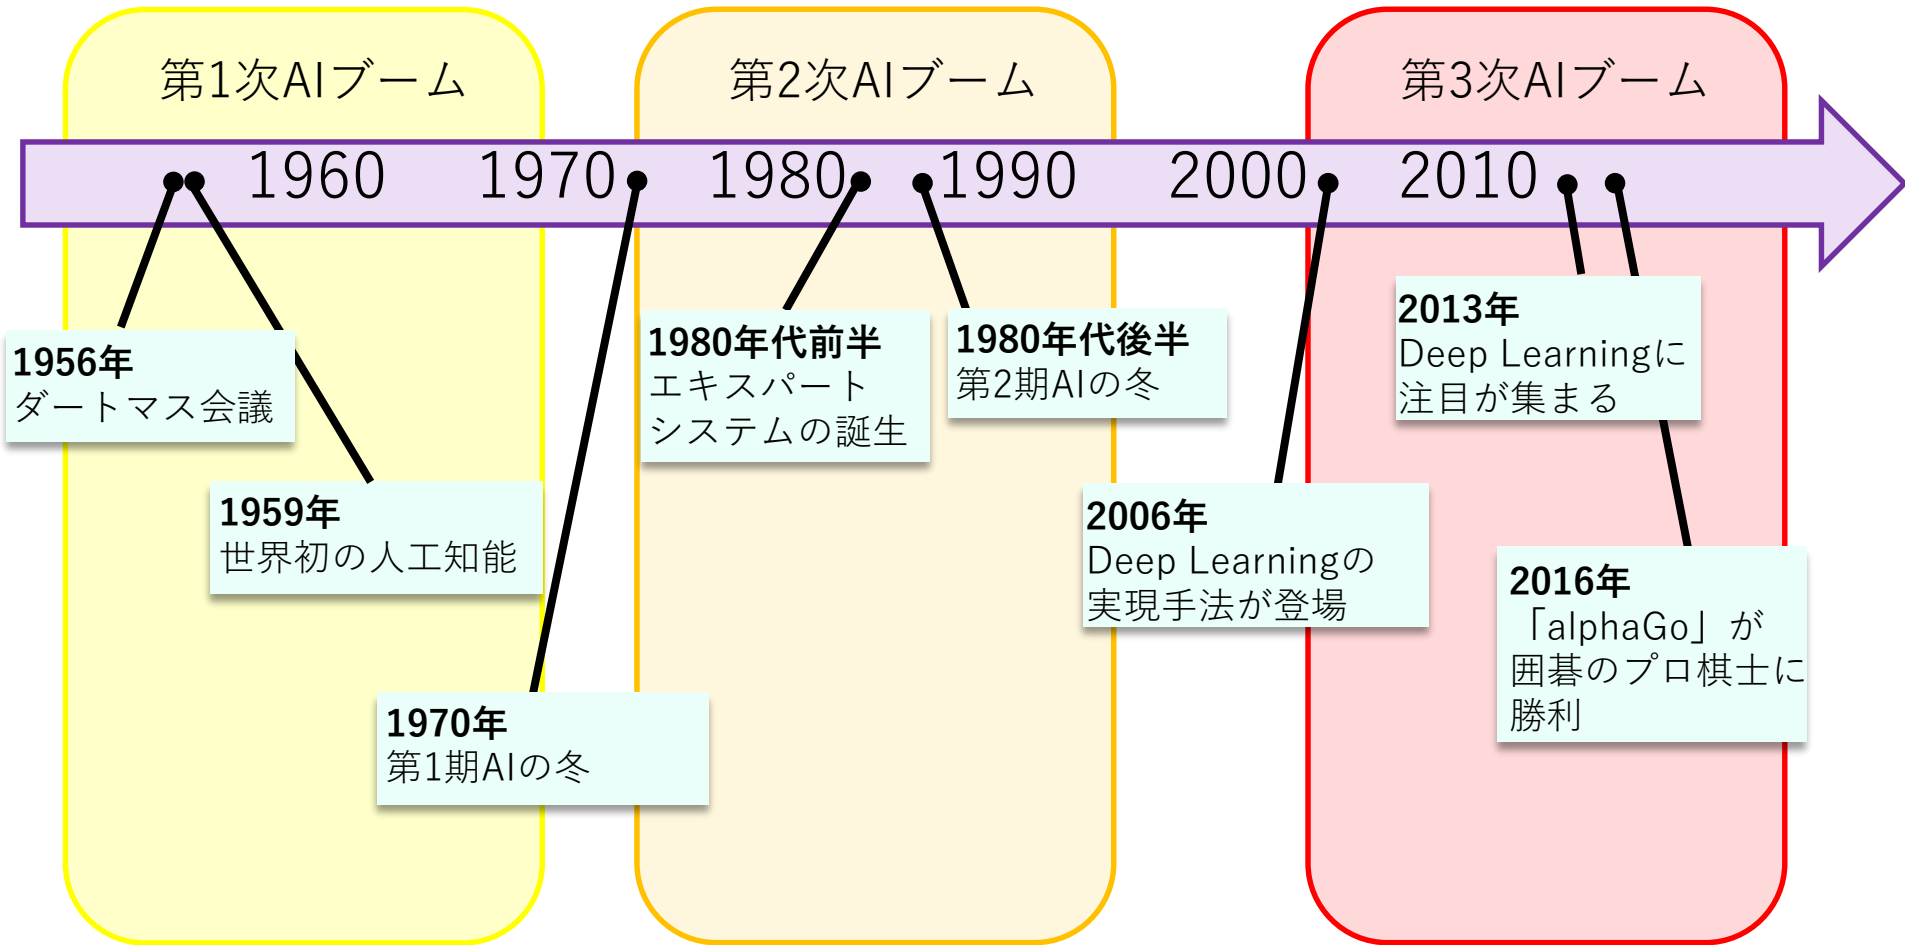 第1次AIブーム
第2次AIブーム
第3次AIブーム
1960
1970
1980
1990
2000
2010
1956年
ダートマス会議
1959年
世界初の人工知能
1970年
第1期AIの冬
1980年代前半
エキスパート
システムの誕生
1980年代後半
第2期AIの冬
2006年
Deep Learningの
実現手法が登場
2013年
Deep Learningに
注目が集まる
2016年
「alphaGo」が
囲碁のプロ棋士に
勝利